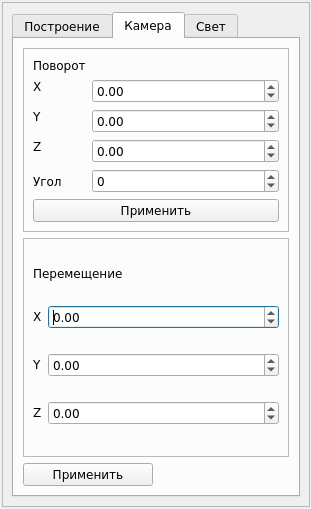 Построение Камера Свет
Поворот
X 0.00
Y 0.00
Z 0.00
Угол 0
Применить
Перемещение
X 0.00
Y 0.00
Z 0.00
Применить